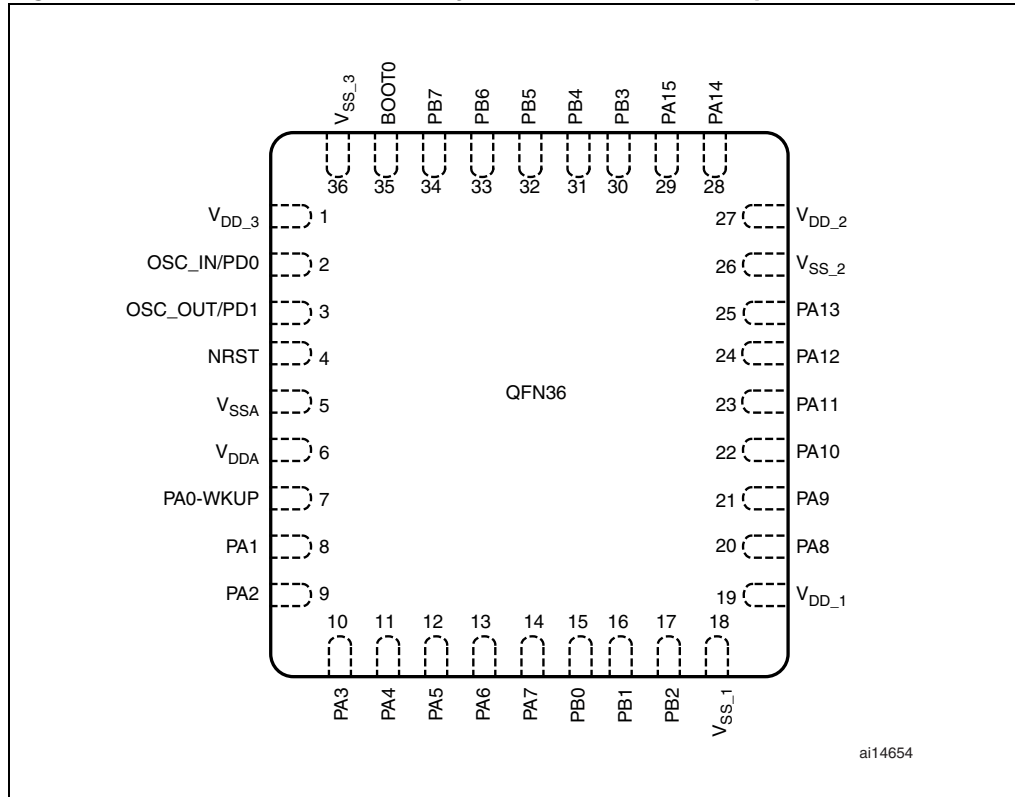 VSS_3 BOOT0 PB7 PB6 PB5 PB4 PB3 PA15 PA14
36 35 34 33 32 31 30 29 28
VDD_3 1 27 VDD_2
OSC_IN/PD0 2 26 VSS_2
OSC_OUT/PD1 3 25 PA13
NRST 4 24 PA12
QFN36
VSSA 5 23 PA11
VDDA 6 22 PA10
PA0-WKUP 7 21 PA9
PA1 8 20 PA8
PA2 9 19 VDD_1
10 11 12 13 14 15 16 17 18
PA3 PA4 PA5 PA6 PA7 PB0 PB1 PB2 VSS_1
ai14654